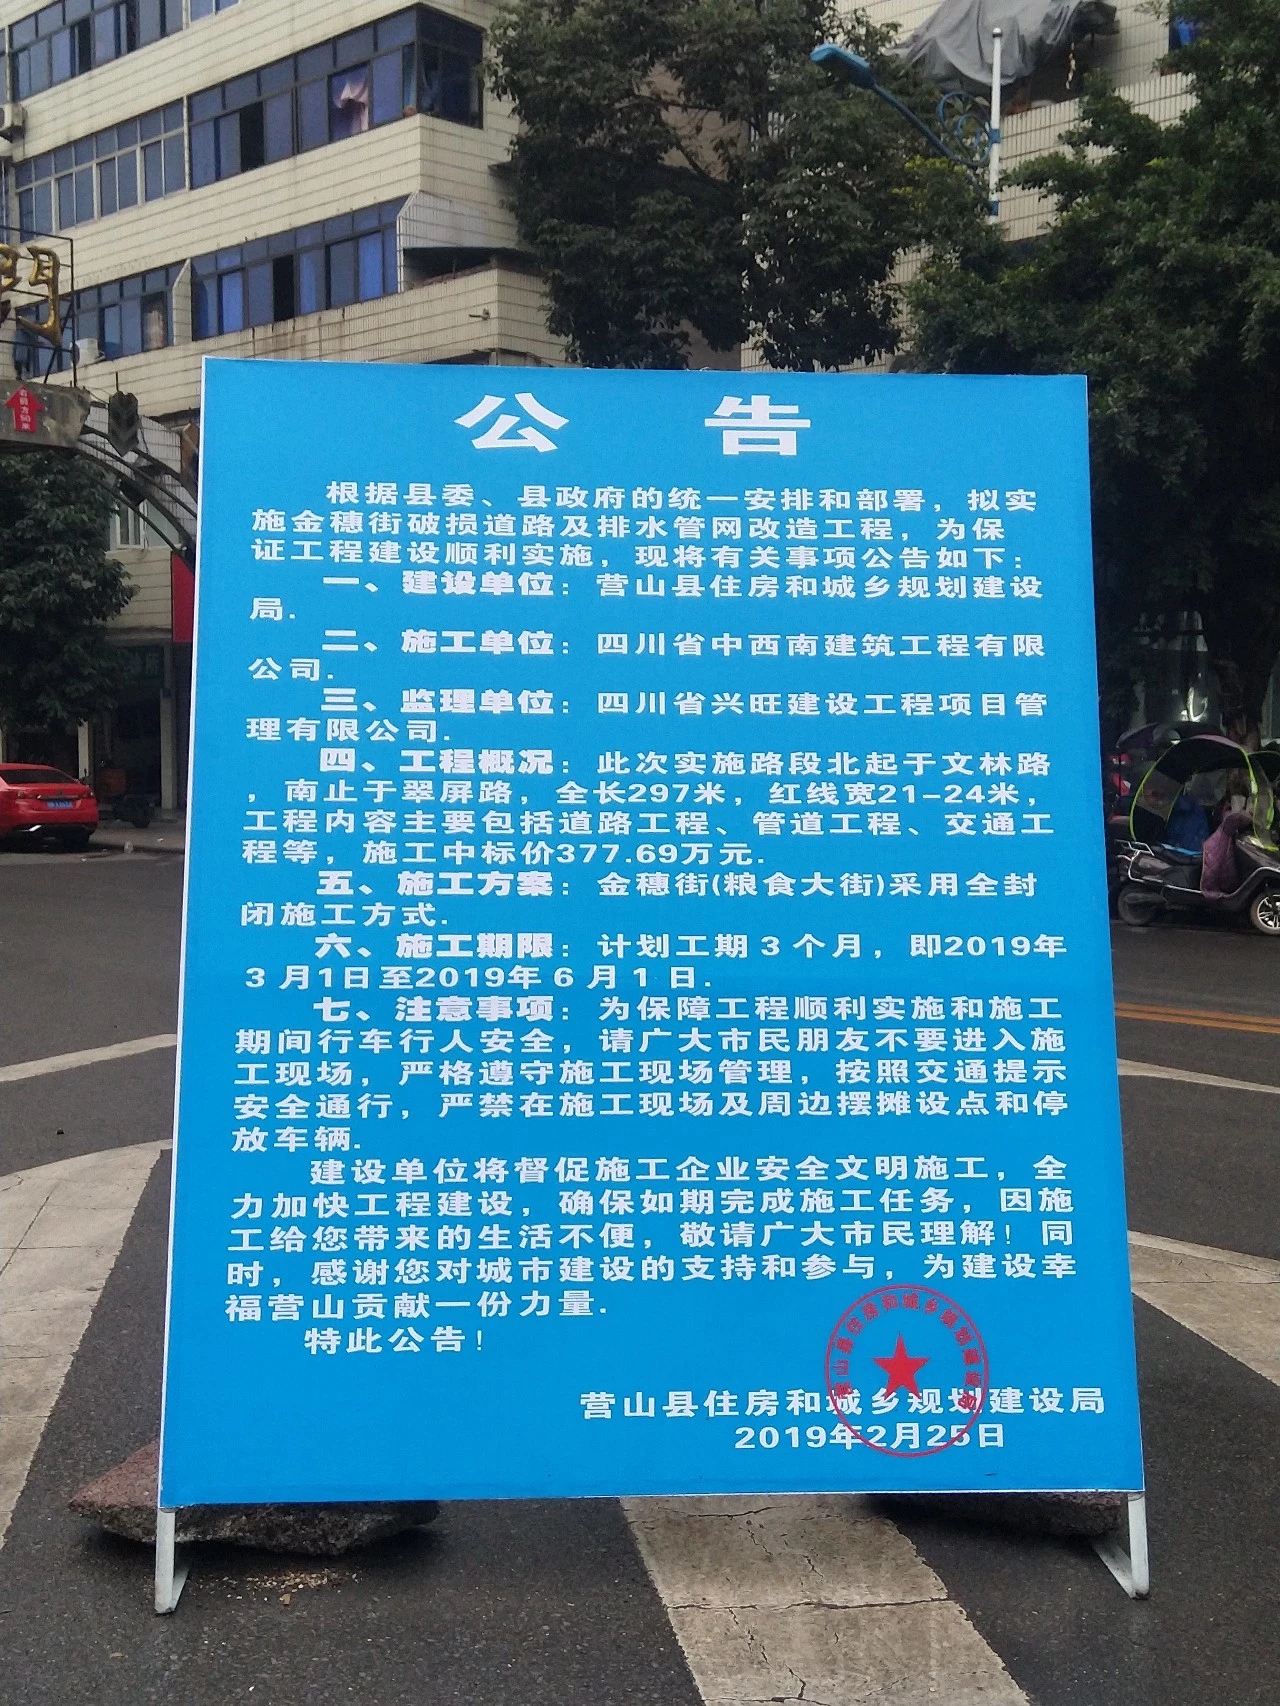 公 告
根据县委、县政府的统一安排和部署，拟实
施金穗街破损道路及排水管网改造工程，为保
证工程建设顺利实施，现将有关事项公告如下：
一、建设单位：营山县住房和城乡规划建设
局.
二、施工单位：四川省中西南建筑工程有限
公司.
三、监理单位：四川省兴旺建设工程项目管
理有限公司.
四、工程概况：此次实施路段北起于文林路
，南止于翠屏路，全长297米，红线宽21-24米，
工程内容主要包括道路工程、管道工程、交通工
程等，施工中标价377.69万元.
五、施工方案：金穗街(粮食大街)采用全封
闭施工方式.
六、施工期限：计划工期3个月，即2019年
3月1日至2019年6月1日.
七、注意事项：为保障工程顺利实施和施工
期间行车行人安全，请广大市民朋友不要进入施
工现场，严格遵守施工现场管理，按照交通提示
安全通行，严禁在施工现场及周边摆摊设点和停
放车辆.
建设单位将督促施工企业安全文明施工，全
力加快工程建设，确保如期完成施工任务，因施
工给您带来的生活不便，敬请广大市民理解！同
时，感谢您对城市建设的支持和参与，为建设幸
福营山贡献一份力量.
特此公告！
营山县住房和城乡规划建设局
营山县住房和城乡规划建设局
2019年2月25日